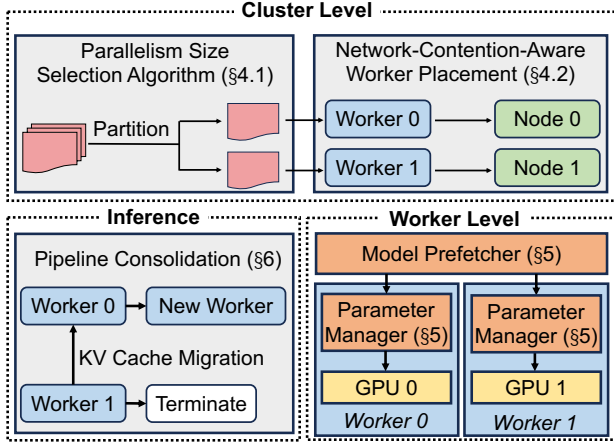 Cluster Level
Parallelism Size
Selection Algorithm (§4.1)
Partition
Network-Contention-Aware
Worker Placement (§4.2)
Worker 0
Node 0
Worker 1
Node 1
Inference
Pipeline Consolidation (§6)
Worker 0
New Worker
KV Cache Migration
Worker 1
Terminate
Worker Level
Model Prefetcher (§5)
Parameter
Manager (§5)
GPU 0
Worker 0
Parameter
Manager (§5)
GPU 1
Worker 1